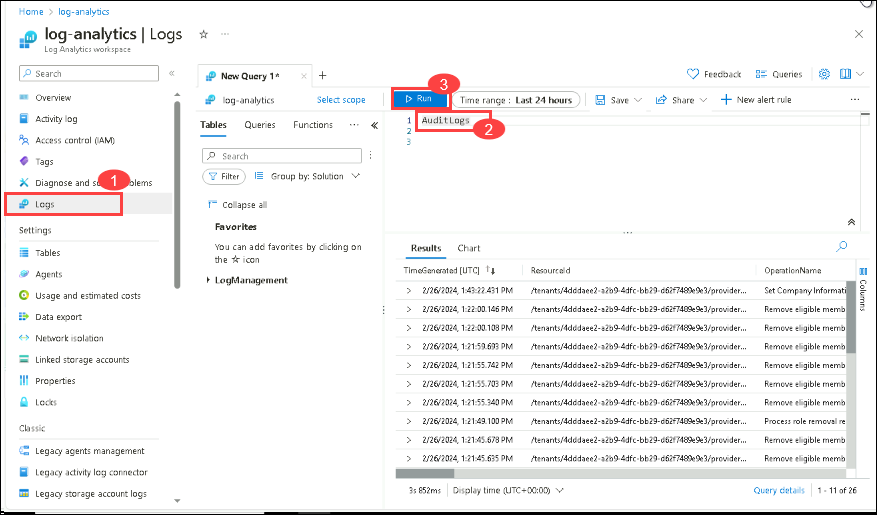 Home > log-analytics
log-analytics | Logs
Log Analytics workspace
Search
Overview
Activity log
Access control (IAM)
Tags
Diagnose and solve problems
1
Logs
Settings
Tables
Agents
Usage and estimated costs
Data export
Network isolation
Linked storage accounts
Properties
Locks
Classic
Legacy agents management
Legacy activity log connector
Legacy storage account logs
New Query 1*
Feedback
Queries
log-analytics
Select scope
Run
3
Time range : Last 24 hours
Save
Share
New alert rule
Tables
Queries
Functions
Search
Filter
Group by: Solution
Collapse all
Favorites
You can add favorites by clicking on
the ☆ icon
LogManagement
1 AuditLogs
2
2
3
Results
Chart
TimeGenerated [UTC] ResourceId OperationName
2/26/2024, 1:43:22.431 PM /tenants/4dddaee2-a2b9-4dfc-bb29-d62f7489e9e3/provider... Set Company Informati
2/26/2024, 1:22:00.146 PM /tenants/4dddaee2-a2b9-4dfc-bb29-d62f7489e9e3/provider... Remove eligible memb
2/26/2024, 1:22:00.108 PM /tenants/4dddaee2-a2b9-4dfc-bb29-d62f7489e9e3/provider... Remove eligible memb
2/26/2024, 1:21:59.693 PM /tenants/4dddaee2-a2b9-4dfc-bb29-d62f7489e9e3/provider... Remove eligible memb
2/26/2024, 1:21:55.742 PM /tenants/4dddaee2-a2b9-4dfc-bb29-d62f7489e9e3/provider... Remove eligible memb
2/26/2024, 1:21:55.703 PM /tenants/4dddaee2-a2b9-4dfc-bb29-d62f7489e9e3/provider... Remove eligible memb
2/26/2024, 1:21:55.340 PM /tenants/4dddaee2-a2b9-4dfc-bb29-d62f7489e9e3/provider... Remove eligible memb
2/26/2024, 1:21:49.100 PM /tenants/4dddaee2-a2b9-4dfc-bb29-d62f7489e9e3/provider... Process role removal re
2/26/2024, 1:21:45.678 PM /tenants/4dddaee2-a2b9-4dfc-bb29-d62f7489e9e3/provider... Remove eligible memb
2/26/2024, 1:21:45.635 PM /tenants/4dddaee2-a2b9-4dfc-bb29-d62f7489e9e3/provider... Remove eligible memb
Columns
3s 852ms
Display time (UTC+00:00)
Query details
1 - 11 of 26